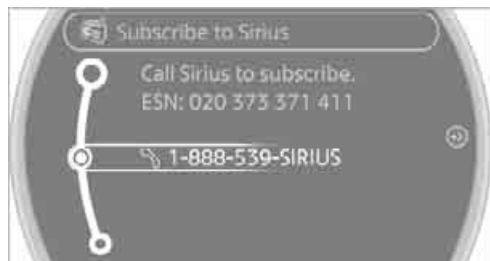 Subscribe to Sirius
Call Sirius to subscribe.
ESN: 020 373 371 411
1-888-539-SIRIUS